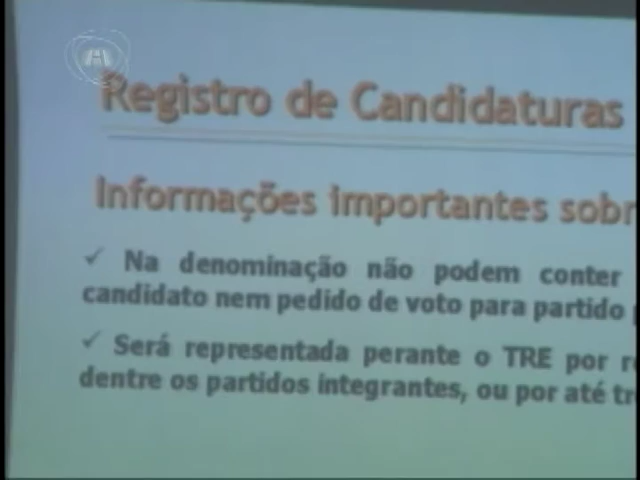 Registro de Candidaturas
Informações importantes
✓ Na denominação não podem conter
candidato nem pedido de voto para partido
✓ Será representada perante o TRE por
dentre os partidos integrantes, ou por até